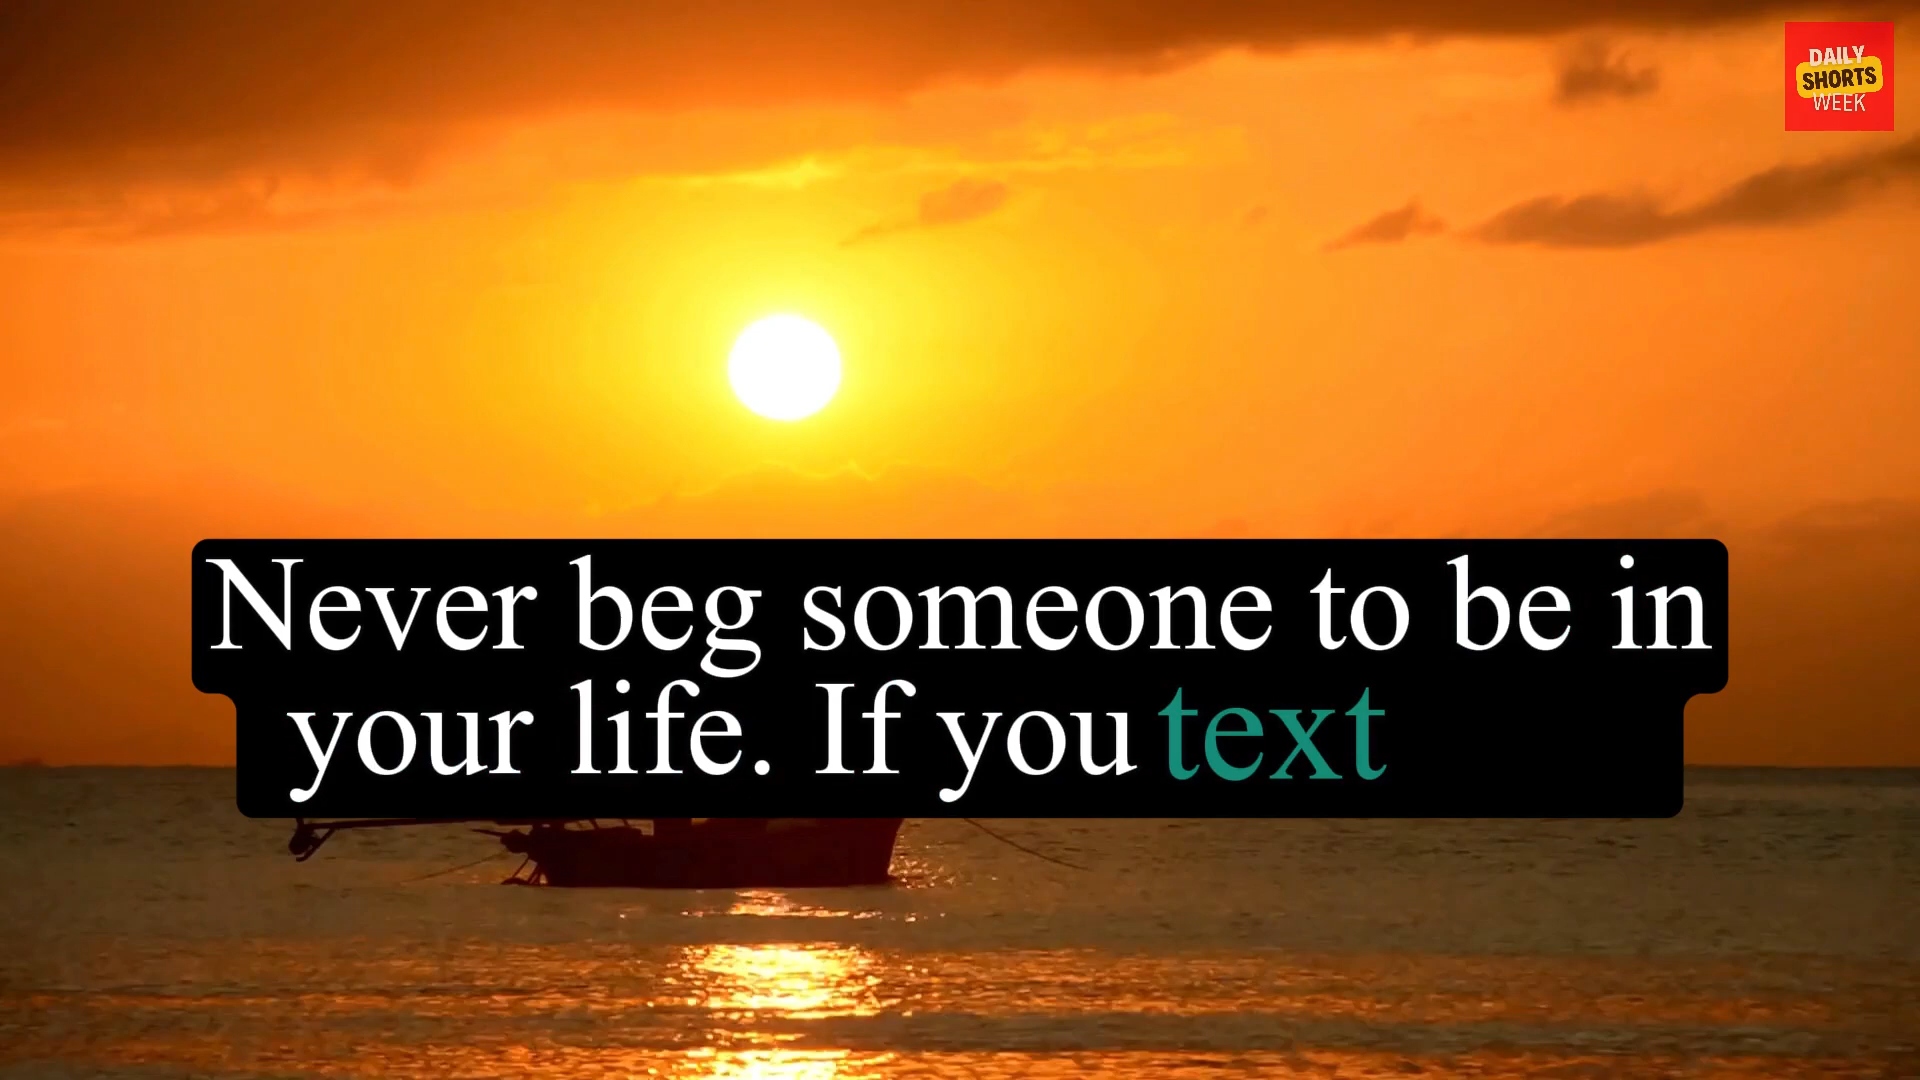 DAILY
SHORTS
WEEK
Never beg someone to be in
your life. If you text